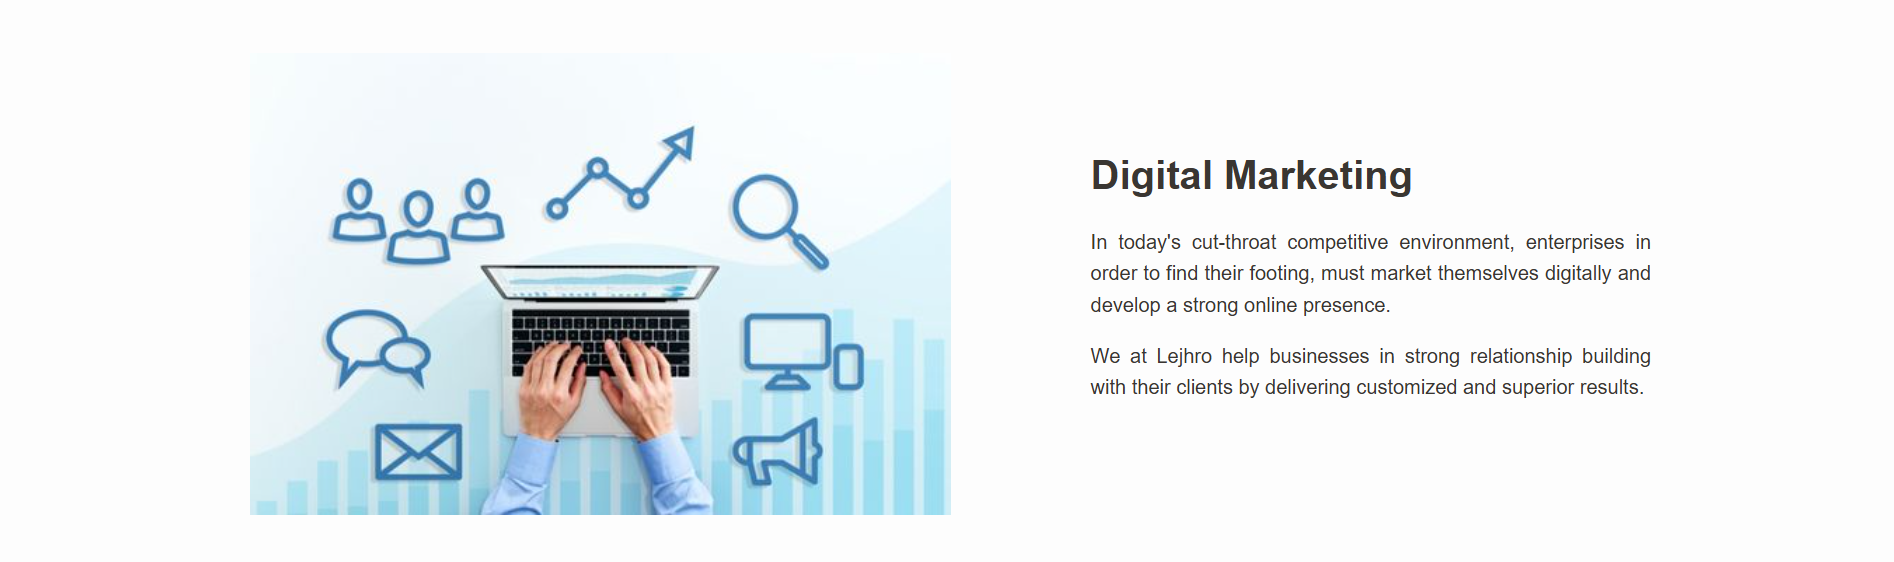 Digital Marketing
In today's cut-throat competitive environment, enterprises in
order to find their footing, must market themselves digitally and
develop a strong online presence.
We at Lejhro help businesses in strong relationship building
with their clients by delivering customized and superior results.